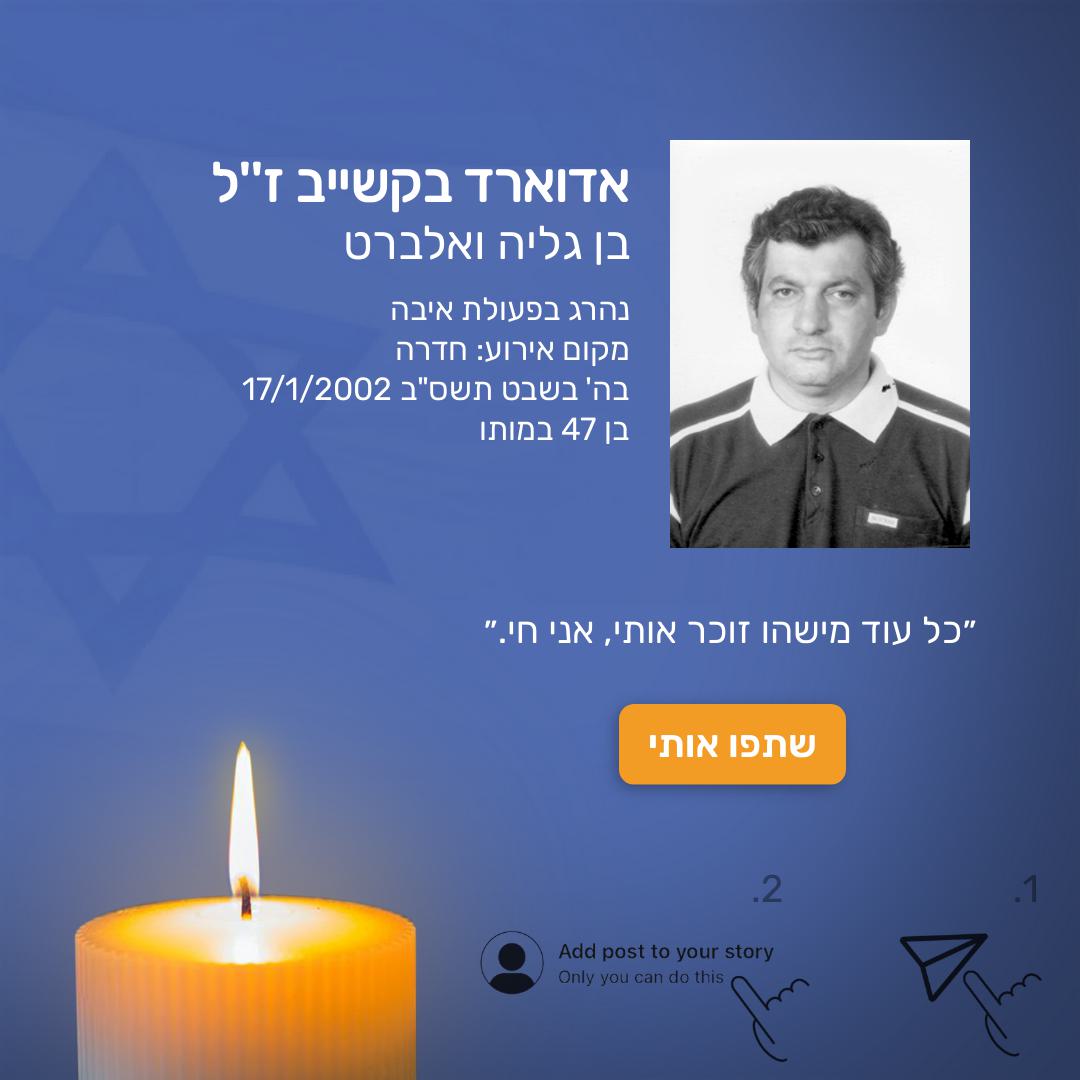 אדוארד בקשייב ז"ל
בן גליה ואלברט
נהרג בפעולת איבה
מקום אירוע: חדרה
בה' בשבט תשס"ב 17/1/2002
בן 47 במותו
״כל עוד מישהו זוכר אותי, אני חי.״
שתפו אותי
1.
2.
Add post to your story
Only you can do this